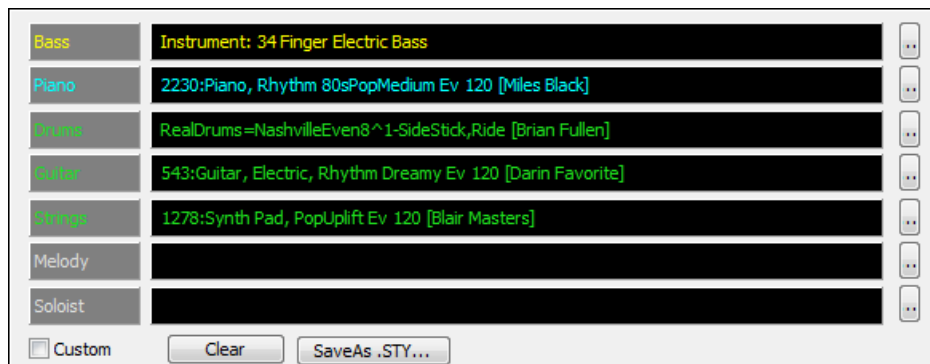 Bass Instrument: 34 Finger Electric Bass ..
Piano 2230:Piano, Rhythm 80sPopMedium Ev 120 [Miles Black] ..
Drums RealDrums=NashvilleEven8^1-SideStick,Ride [Brian Fullen] ..
Guitar 543:Guitar, Electric, Rhythm Dreamy Ev 120 [Darin Favorite] ..
Strings 1278:Synth Pad, PopUplift Ev 120 [Blair Masters] ..
Melody ..
Soloist ..
Custom Clear SaveAs .STY...